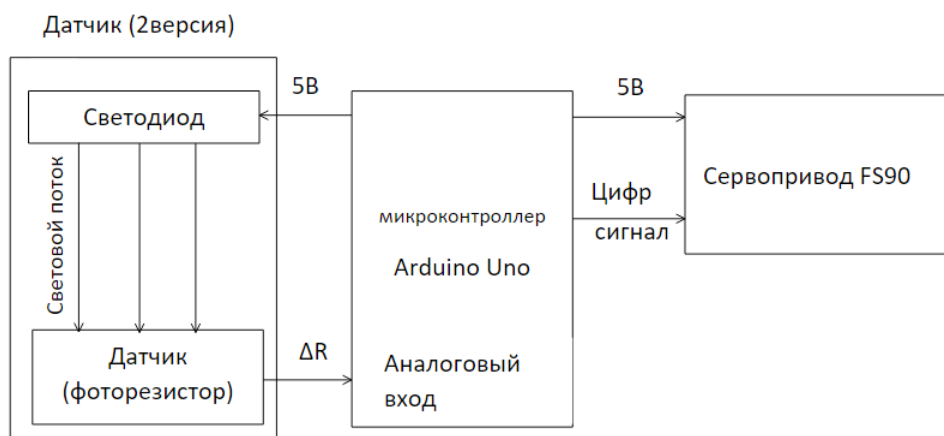 Датчик (2версия)
Светодиод
Световой поток
Датчик
(фоторезистор)
5В
ΔR
микроконтроллер
Arduino Uno
Аналоговый
вход
5В
Цифр
сигнал
Сервопривод FS90